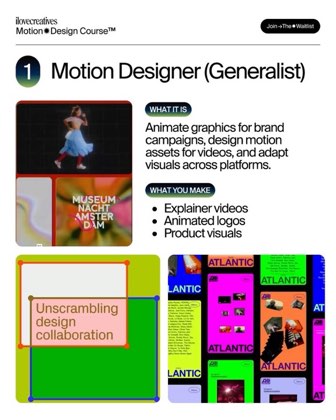 ilovecreatives
Motion✺Design Course™
Join→The✺Waitlist
1 Motion Designer (Generalist)
WHAT IT IS
Animate graphics for brand
campaigns, design motion
assets for videos, and adapt
visuals across platforms.
WHAT YOU MAKE
• Explainer videos
• Animated logos
• Product visuals
MUSEUM
NACHT
AMSTER
DAM
Unscrambling
design
collaboration
ATLANTIC
ATLANTIC
LANTIC
ATLANTIC
ATLANTIC